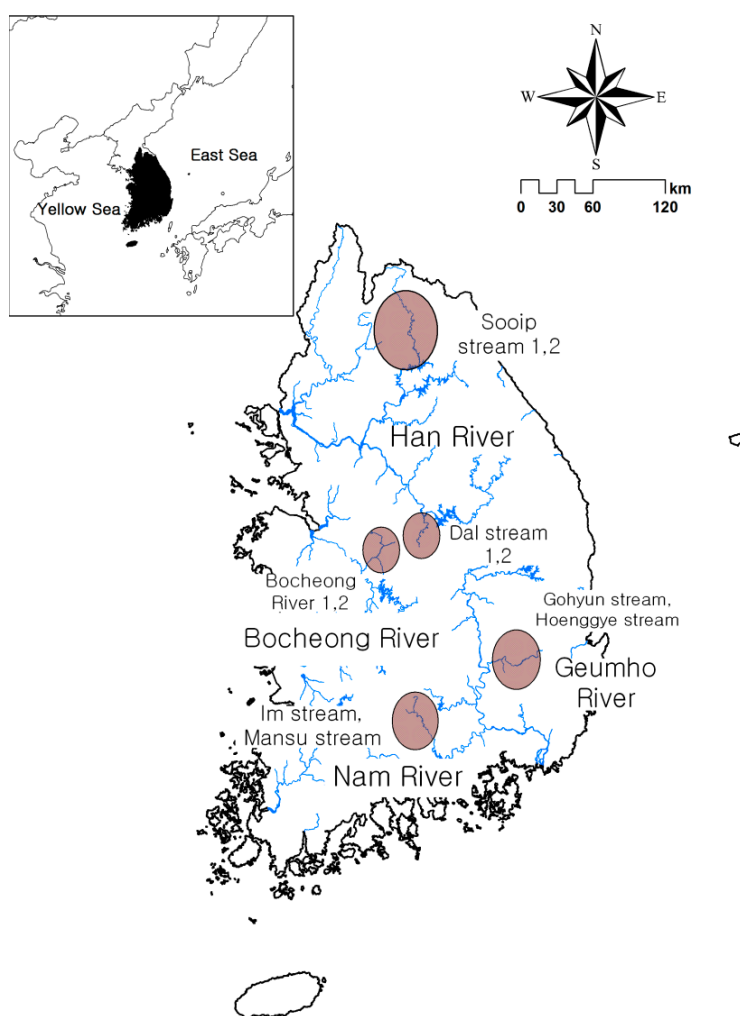 East Sea
Yellow Sea
N
W
E
S
km
0 30 60 120
Sooip
stream 1,2
Han River
Dal stream
1,2
Bocheong
River 1,2
Gohyun stream,
Hoenggye stream
Bocheong River
Geumho
River
Im stream,
Mansu stream
Nam River